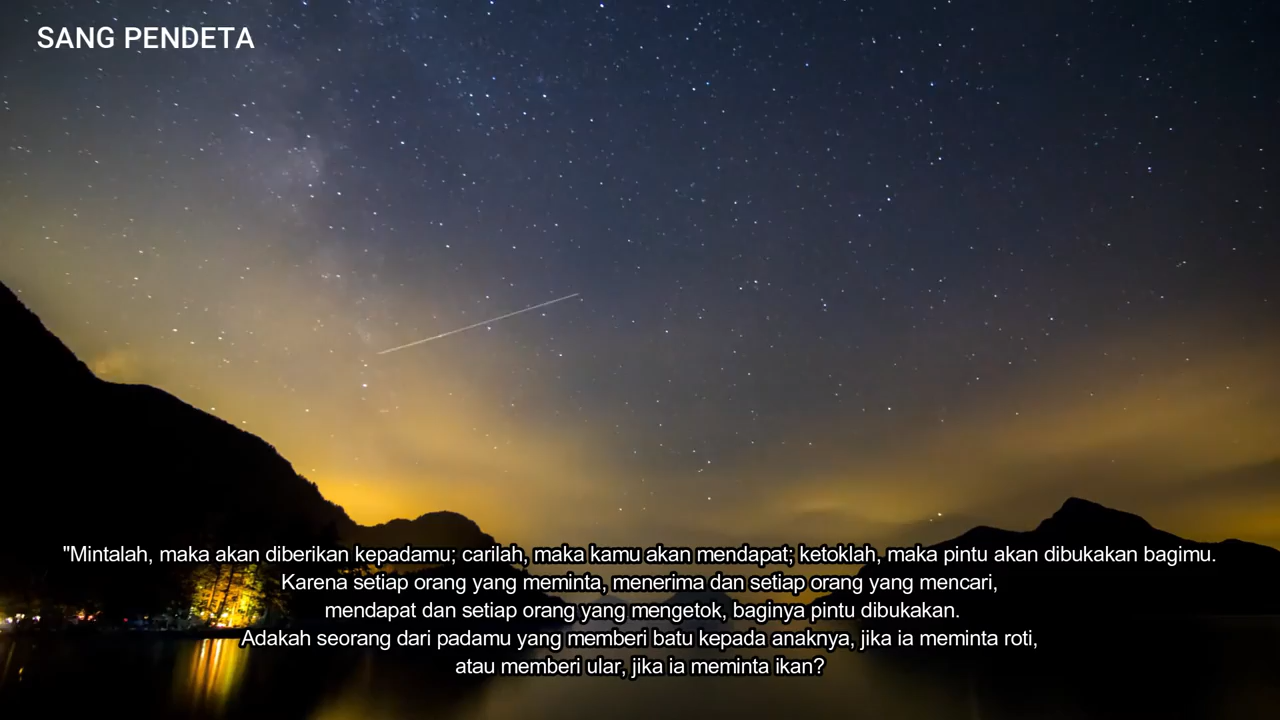 SANG PENDETA
"Mintalah, maka akan diberikan kepadamu; carilah, maka kamu akan mendapat; ketoklah, maka pintu akan dibukakan bagimu.
Karena setiap orang yang meminta, menerima dan setiap orang yang mencari,
mendapat dan setiap orang yang mengetok, baginya pintu dibukakan.
Adakah seorang dari padamu yang memberi batu kepada anaknya, jika ia meminta roti,
atau memberi ular, jika ia meminta ikan?